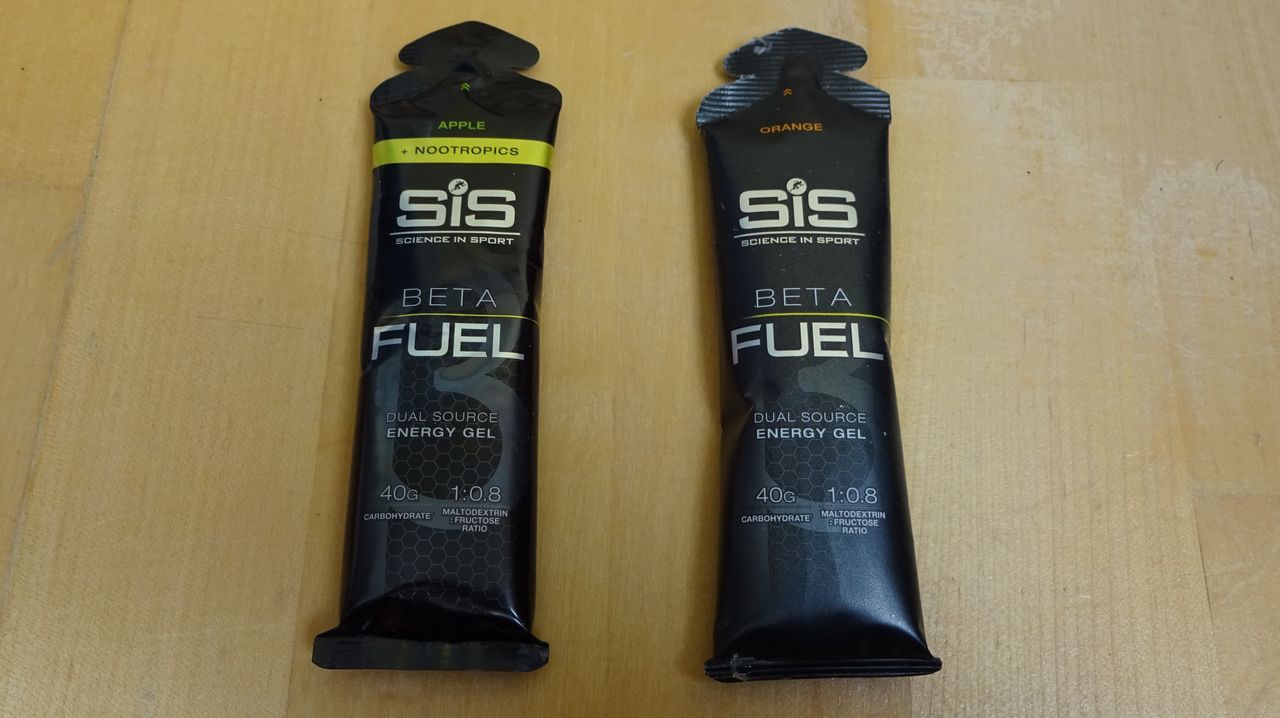 APPLE
+ NOOTROPICS
SiS
SCIENCE IN SPORT
BETA
FUEL
DUAL SOURCE
ENERGY GEL
40G
CARBOHYDRATE
1:0.8
MALTODEXTRIN
:FRUCTOSE
RATIO
ORANGE
SiS
SCIENCE IN SPORT
BETA
FUEL
DUAL SOURCE
ENERGY GEL
40G
CARBOHYDRATE
1:0.8
MALTODEXTRIN
:FRUCTOSE
RATIO